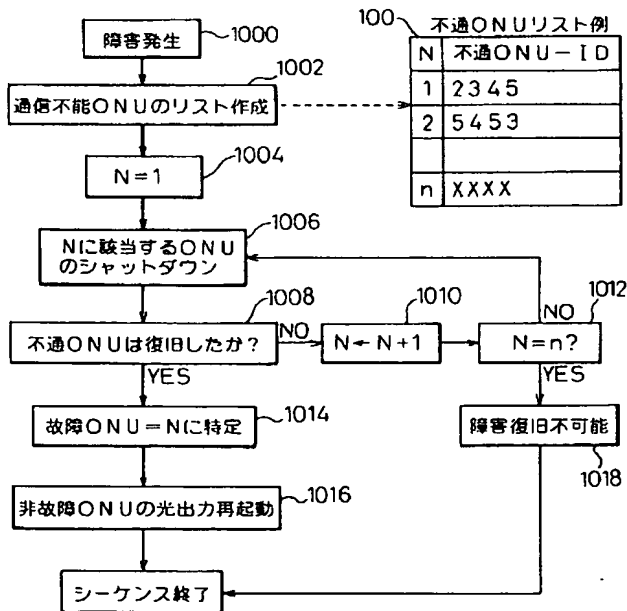 障害発生
1000
1002
通信不能ONUのリスト作成
1004
N=1
1006
Nに該当するONU
のシャットダウン
1008
不通ONUは復旧したか?
NO
YES
1010
N←N+1
1012
N=n?
NO
YES
1014
故障ONU=Nに特定
障害復旧不可能
1018
1016
非故障ONUの光出力再起動
シーケンス終了
100
不通ONUリスト例
N 不通ONU-ID
1 2345
2 5453
n XXXX